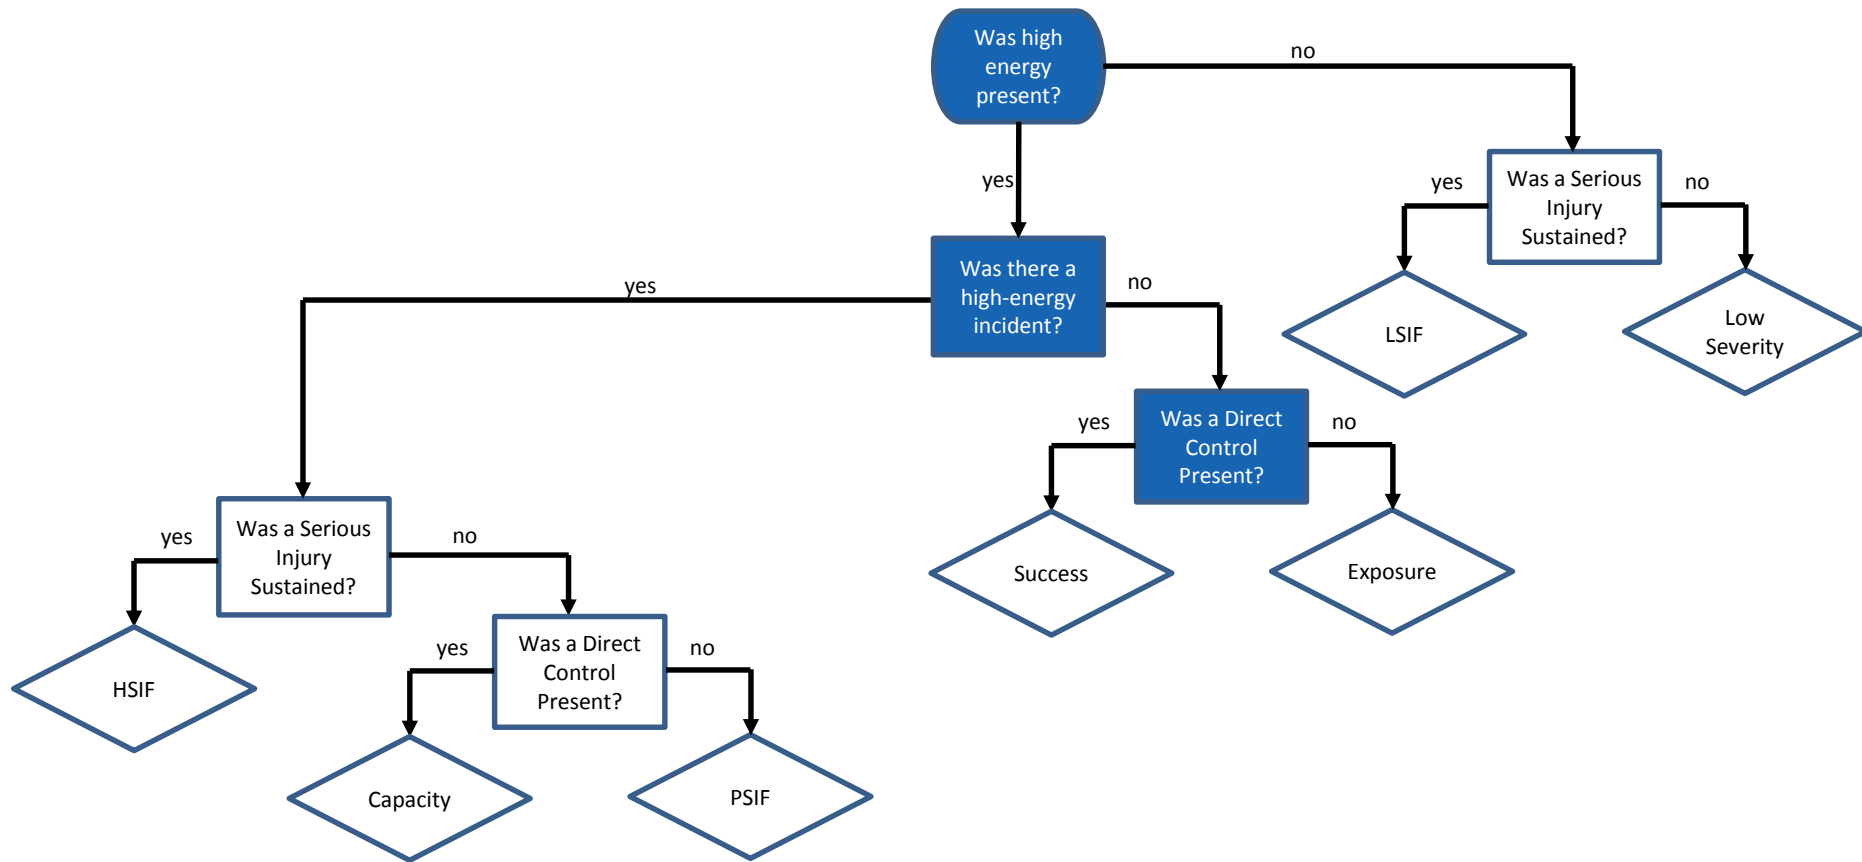 Was high
energy
present?
no
yes
Was a Serious
Injury
Sustained?
yes
no
LSIF
Low
Severity
Was there a
high-energy
incident?
yes
no
Was a Direct
Control
Present?
yes
no
Success
Exposure
Was a Serious
Injury
Sustained?
yes
no
HSIF
Was a Direct
Control
Present?
yes
no
Capacity
PSIF